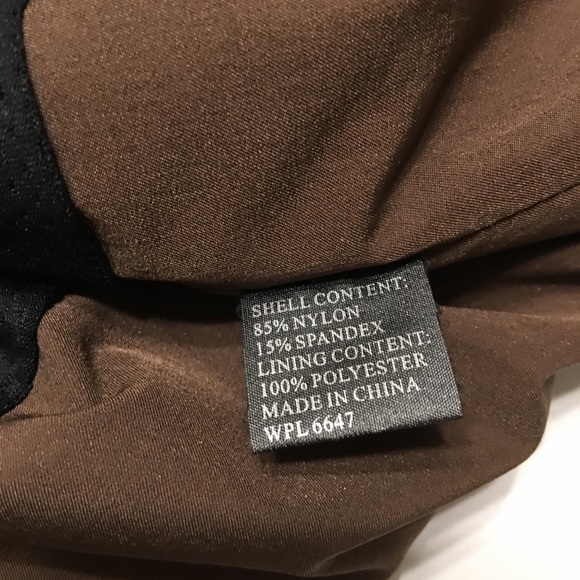 SHELL CONTENT:
85% NYLON
15% SPANDEX
LINING CONTENT:
100% POLYESTER
MADE IN CHINA
WPL 6647